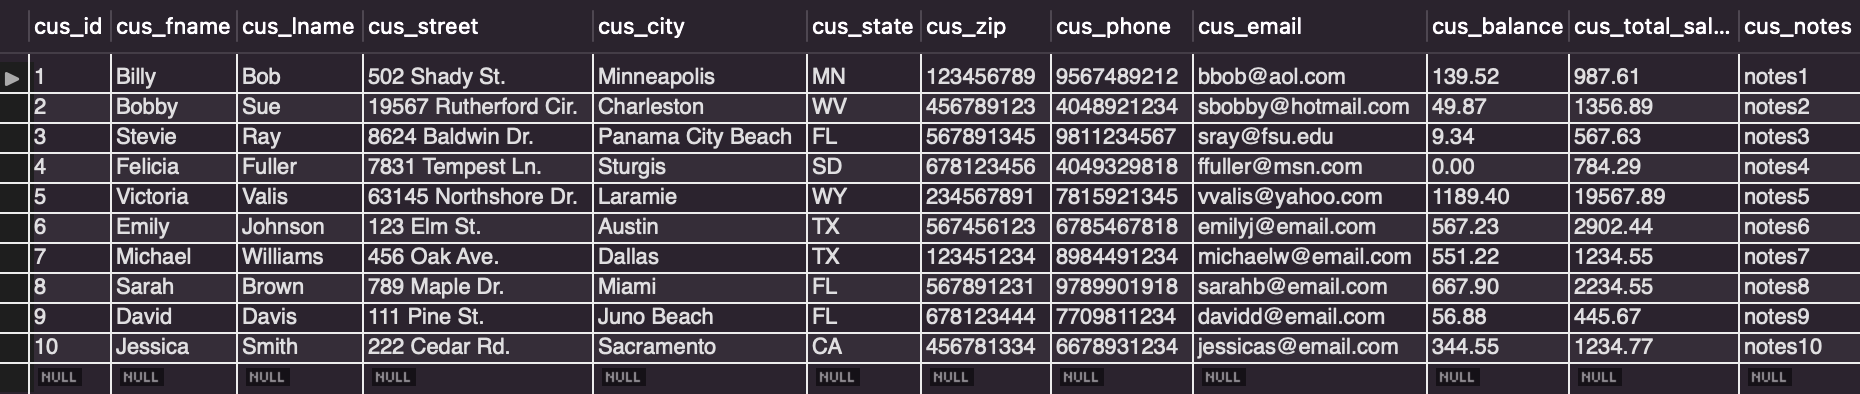 cus_id cus_fname cus_lname cus_street cus_city cus_state cus_zip cus_phone cus_email cus_balance cus_total_sal... cus_notes
1 Billy Bob 502 Shady St. Minneapolis MN 123456789 9567489212 bbob@aol.com 139.52 987.61 notes1
2 Bobby Sue 19567 Rutherford Cir. Charleston WV 456789123 4048921234 sbobby@hotmail.com 49.87 1356.89 notes2
3 Stevie Ray 8624 Baldwin Dr. Panama City Beach FL 567891345 9811234567 sray@fsu.edu 9.34 567.63 notes3
4 Felicia Fuller 7831 Tempest Ln. Sturgis SD 678123456 4049329818 ffuller@msn.com 0.00 784.29 notes4
5 Victoria Valis 63145 Northshore Dr. Laramie WY 234567891 7815921345 vvalis@yahoo.com 1189.40 19567.89 notes5
6 Emily Johnson 123 Elm St. Austin TX 567456123 6785467818 emilyj@email.com 567.23 2902.44 notes6
7 Michael Williams 456 Oak Ave. Dallas TX 123451234 8984491234 michaelw@email.com 551.22 1234.55 notes7
8 Sarah Brown 789 Maple Dr. Miami FL 567891231 9789901918 sarahb@email.com 667.90 2234.55 notes8
9 David Davis 111 Pine St. Juno Beach FL 678123444 7709811234 davidd@email.com 56.88 445.67 notes9
10 Jessica Smith 222 Cedar Rd. Sacramento CA 456781334 6678931234 jessicas@email.com 344.55 1234.77 notes10
NULL NULL NULL NULL NULL NULL NULL NULL NULL NULL NULL NULL